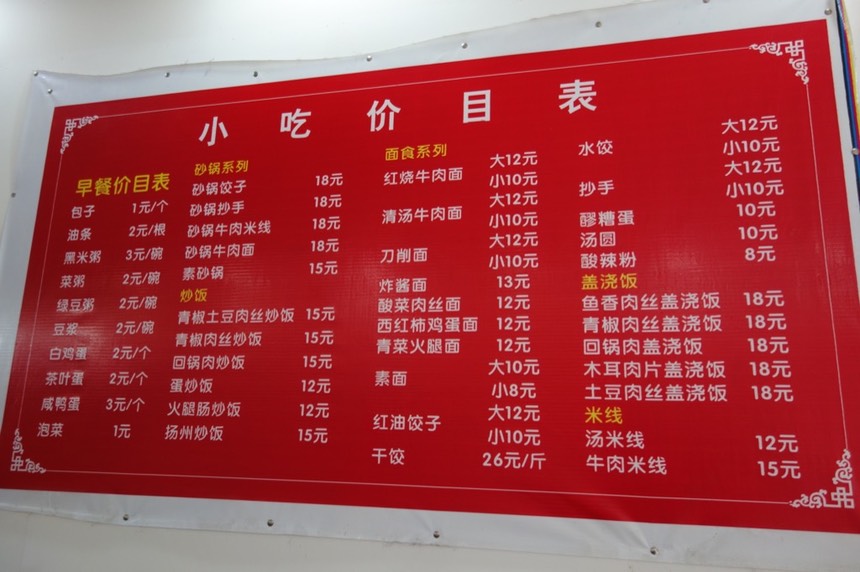 小吃价目表
早餐价目表
包子 1元/个
油条 2元/根
黑米粥 3元/碗
菜粥 2元/碗
绿豆粥 2元/碗
豆浆 2元/碗
白鸡蛋 2元/个
茶叶蛋 2元/个
咸鸭蛋 3元/个
泡菜 1元
砂锅系列
砂锅饺子 18元
砂锅抄手 18元
砂锅牛肉米线 18元
砂锅牛肉面 18元
素砂锅 15元
炒饭
青椒土豆肉丝炒饭 15元
青椒肉丝炒饭 15元
回锅肉炒饭 15元
蛋炒饭 12元
火腿肠炒饭 12元
扬州炒饭 15元
面食系列
红烧牛肉面 大12元
小10元
清汤牛肉面 大12元
小10元
刀削面 大12元
小10元
炸酱面 13元
酸菜肉丝面 12元
西红柿鸡蛋面 12元
青菜火腿面 12元
素面 大10元
小8元
红油饺子 大12元
小10元
干饺 26元/斤
水饺 大12元
小10元
抄手 大12元
小10元
醪糟蛋 10元
汤圆 10元
酸辣粉 8元
盖浇饭
鱼香肉丝盖浇饭 18元
青椒肉丝盖浇饭 18元
回锅肉盖浇饭 18元
木耳肉片盖浇饭 18元
土豆肉丝盖浇饭 18元
米线
汤米线 12元
牛肉米线 15元